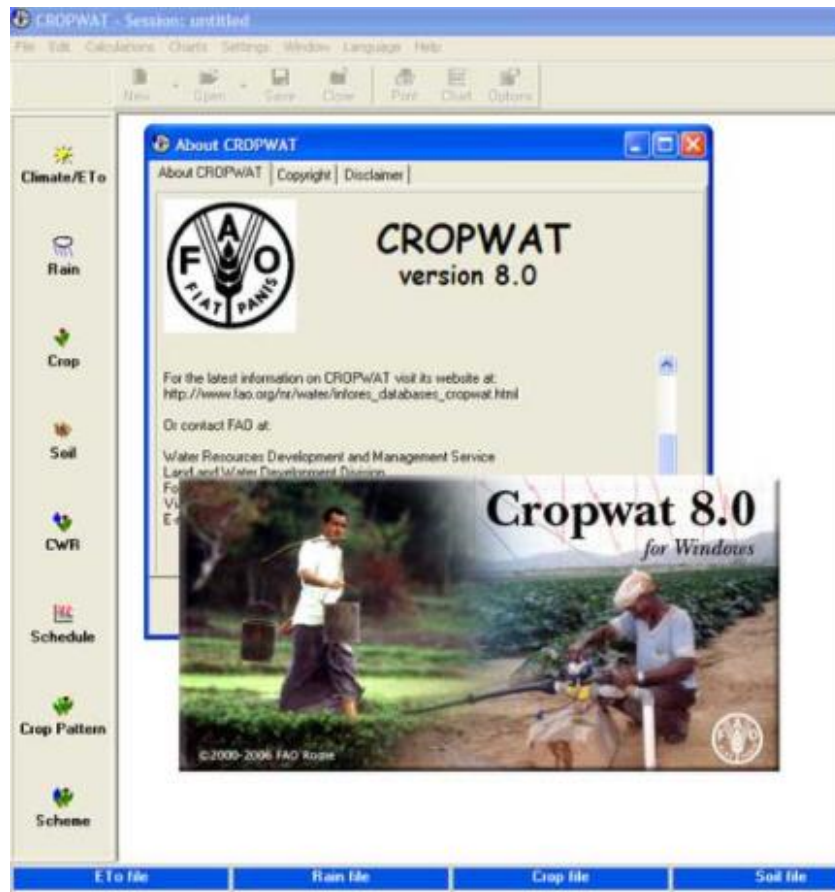 CROPWAT - Session: untitled
File Edit Calculations Charts Settings Window Language Help
New Open Save Close Print Chart Options
Climate/ETo
Rain
Crop
Soil
CWR
Schedule
Crop Pattern
Scheme
About CROPWAT
About CROPWAT Copyright Disclaimer
FAO
FIAT PANIS
CROPWAT
version 8.0
For the latest information on CROPWAT visit its website at:
http://www.fao.org/nr/water/infores_databases_cropwat.html
Or contact FAO at:
Water Resources Development and Management Service
Land and Water Development Division
Cropwat 8.0
for Windows
©2000-2006 FAO Rome
ETo file Rain file Crop file Soil file